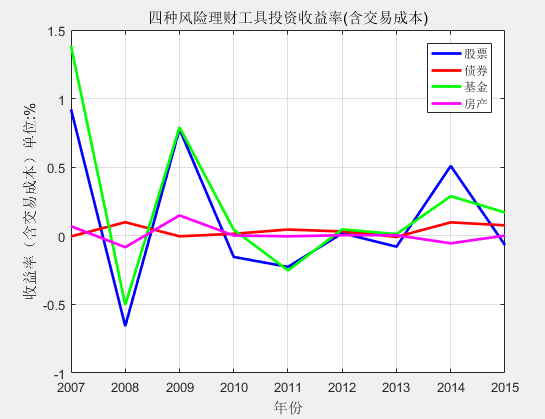 四种风险理财工具投资收益率(含交易成本)
收益率（含交易成本）单位:%
1.5
1
0.5
0
-0.5
-1
股票
债券
基金
房产
2007 2008 2009 2010 2011 2012 2013 2014 2015
年份